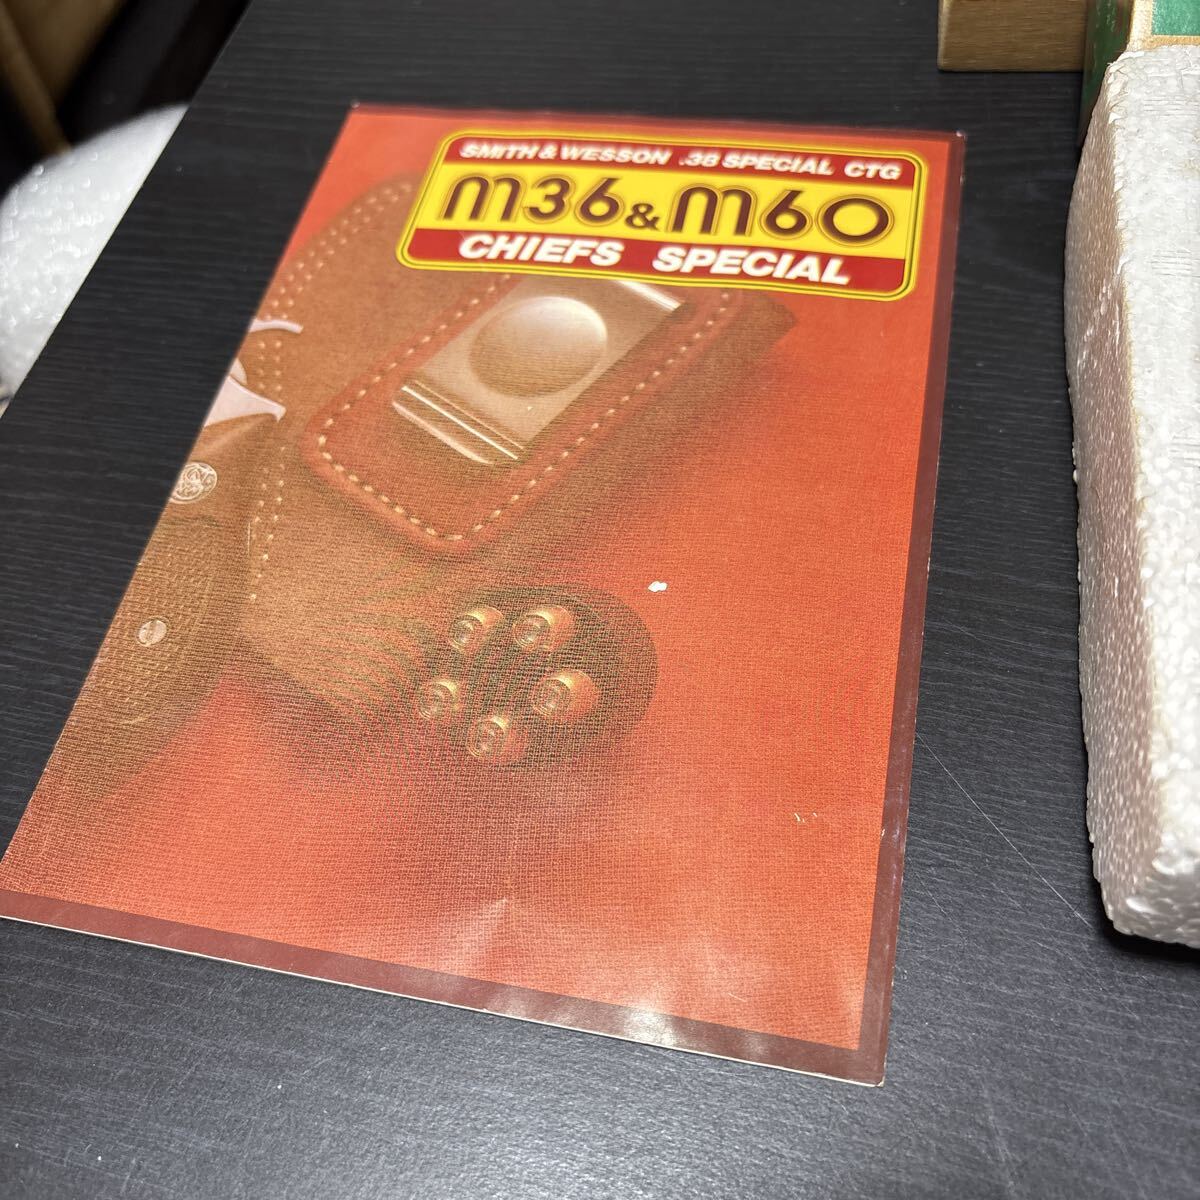 SMITH & WESSON .38 SPECIAL CTG
M36 & M60
CHIEFS SPECIAL